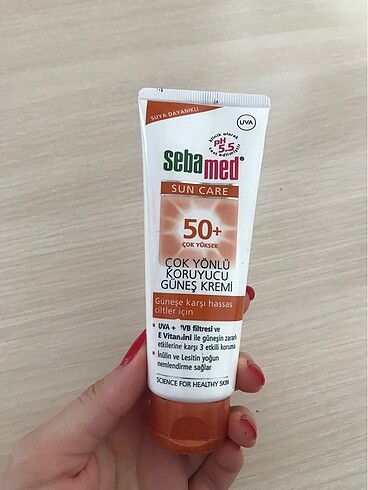 SUYA DAYANIKLI
UVA
klinik olarak
pH
5.5
test edilmiştir
sebamed®
SUN CARE
50+
ÇOK YÜKSEK
ÇOK YÖNLÜ
KORUYUCU
GÜNEŞ KREMİ
Güneşe karşı hassas
ciltler için
UVA + UVB filtresi ve
E Vitamini ile güneşin zararlı
etkilerine karşı 3 etkili koruma
İnülin ve Lesitin yoğun
nemlendirme sağlar
SCIENCE FOR HEALTHY SKIN